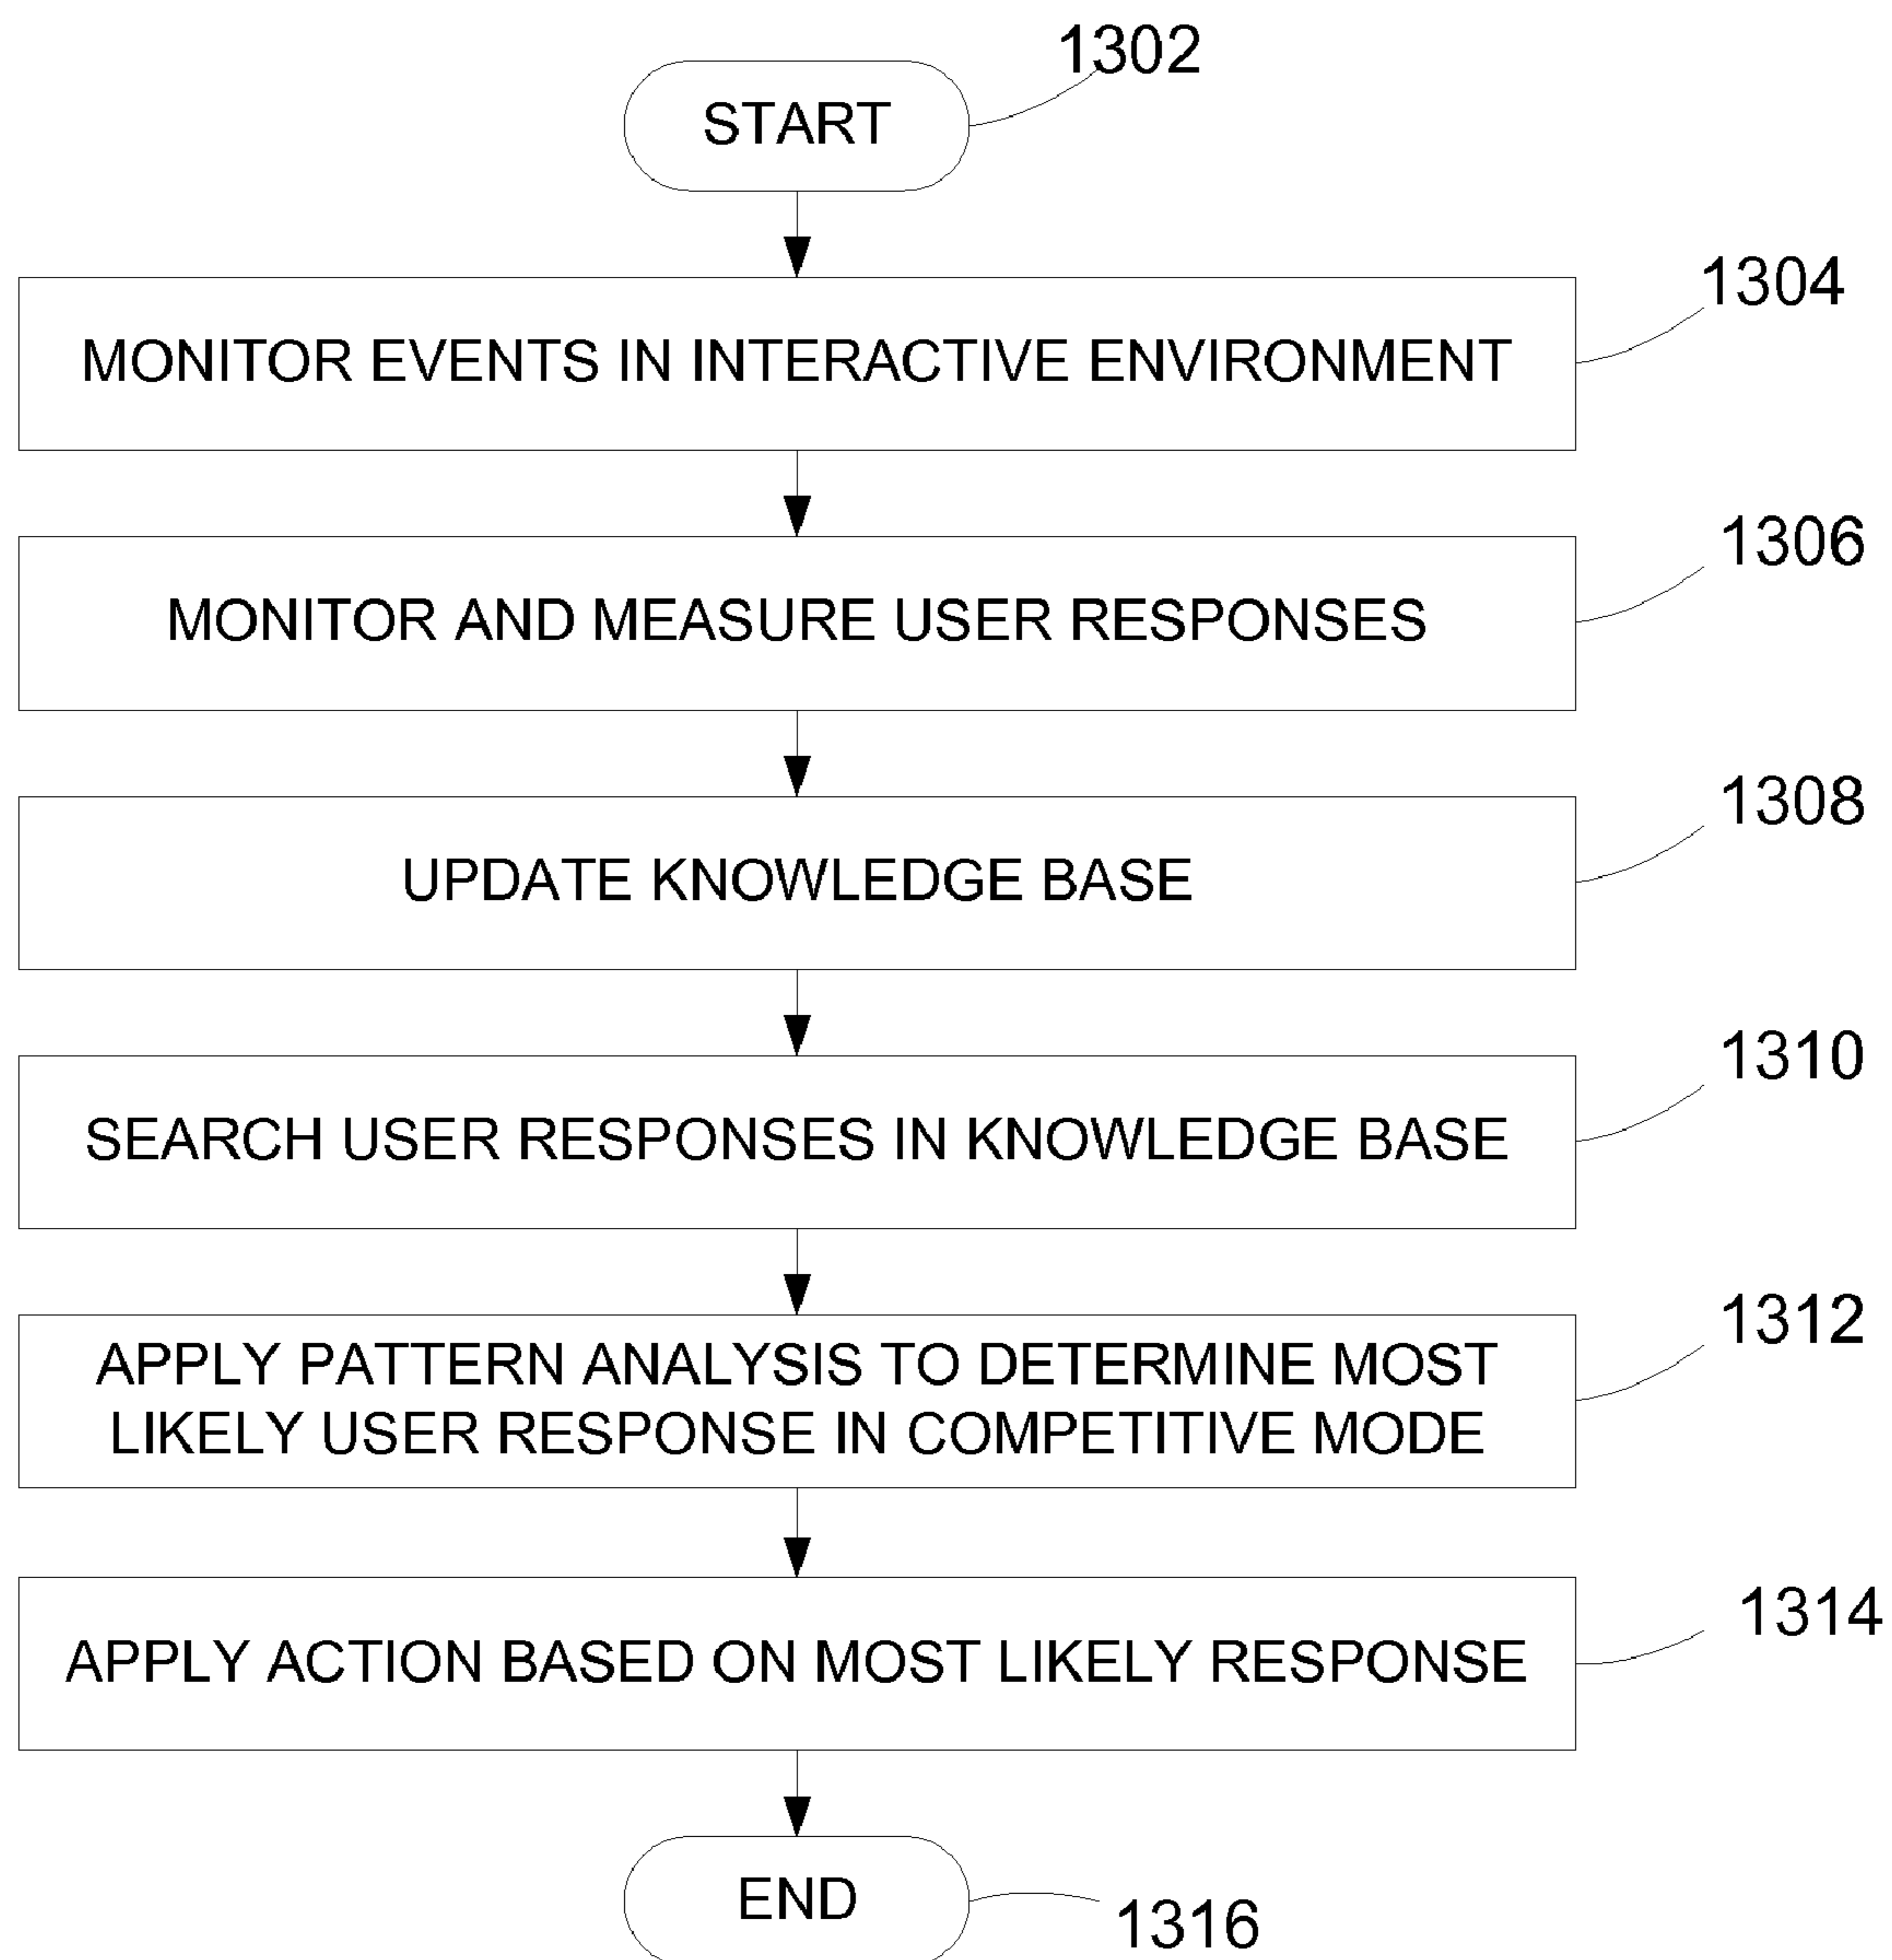 1302
START
1304
MONITOR EVENTS IN INTERACTIVE ENVIRONMENT
1306
MONITOR AND MEASURE USER RESPONSES
1308
UPDATE KNOWLEDGE BASE
1310
SEARCH USER RESPONSES IN KNOWLEDGE BASE
1312
APPLY PATTERN ANALYSIS TO DETERMINE MOST
LIKELY USER RESPONSE IN COMPETITIVE MODE
1314
APPLY ACTION BASED ON MOST LIKELY RESPONSE
END
1316